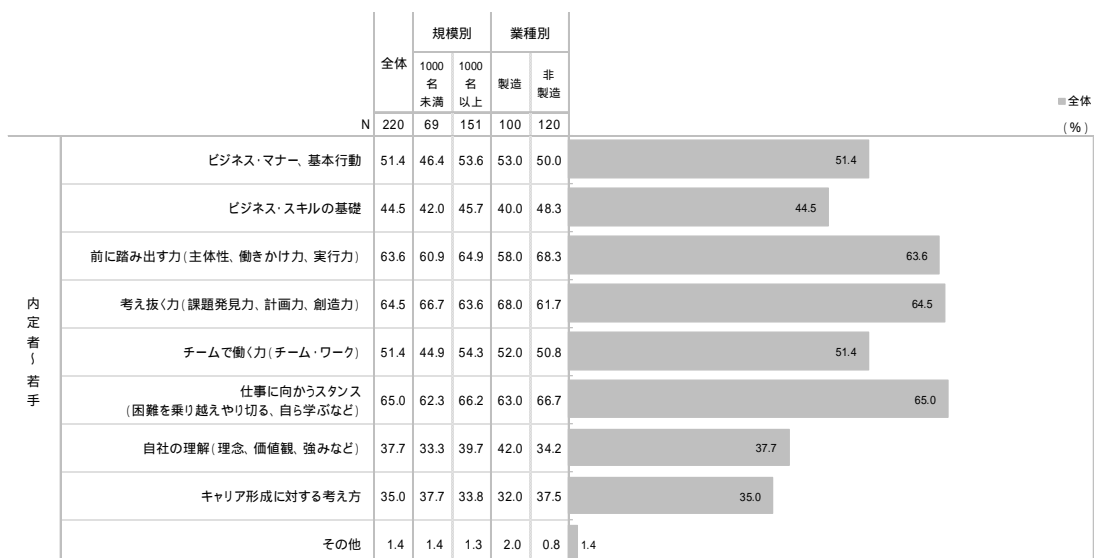 規模別 業種別
全体 1000名未満 1000名以上 製造 非製造
■全体
(%)
N 220 69 151 100 120
内定者~若手
ビジネス・マナー、基本行動 51.4 46.4 53.6 53.0 50.0 51.4
ビジネス・スキルの基礎 44.5 42.0 45.7 40.0 48.3 44.5
前に踏み出す力(主体性、働きかけ力、実行力) 63.6 60.9 64.9 58.0 68.3 63.6
考え抜く力(課題発見力、計画力、創造力) 64.5 66.7 63.6 68.0 61.7 64.5
チームで働く力(チーム・ワーク) 51.4 44.9 54.3 52.0 50.8 51.4
仕事に向かうスタンス
(困難を乗り越えやり切る、自ら学ぶなど) 65.0 62.3 66.2 63.0 66.7 65.0
自社の理解(理念、価値観、強みなど) 37.7 33.3 39.7 42.0 34.2 37.7
キャリア形成に対する考え方 35.0 37.7 33.8 32.0 37.5 35.0
その他 1.4 1.4 1.3 2.0 0.8 1.4